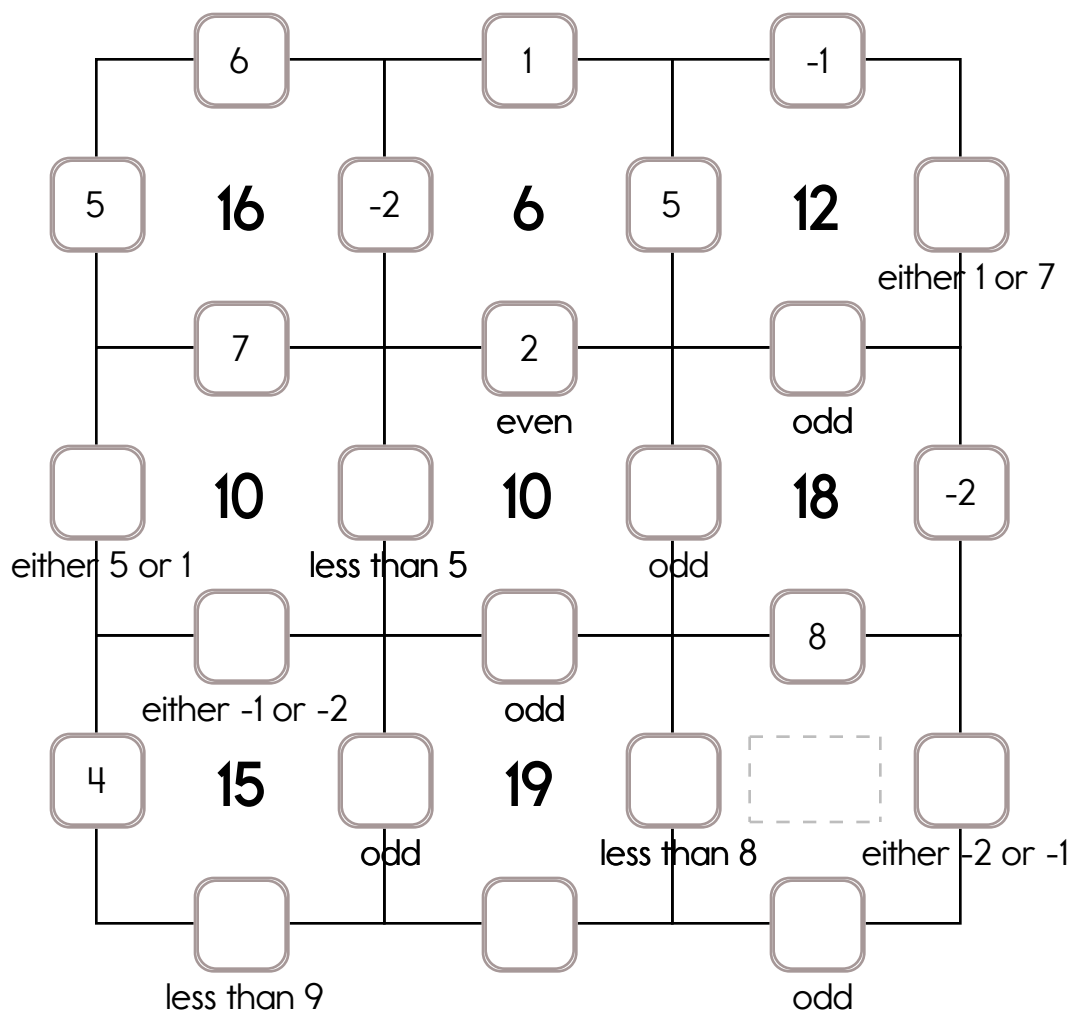 6 1 -1
5 16 -2 6 5 12
either 1 or 7
7 2
even odd
10 10 18 -2
either 5 or 1 less than 5 odd
8
either -1 or -2 odd
4 15 19
odd less than 8 either -2 or -1
less than 9 odd